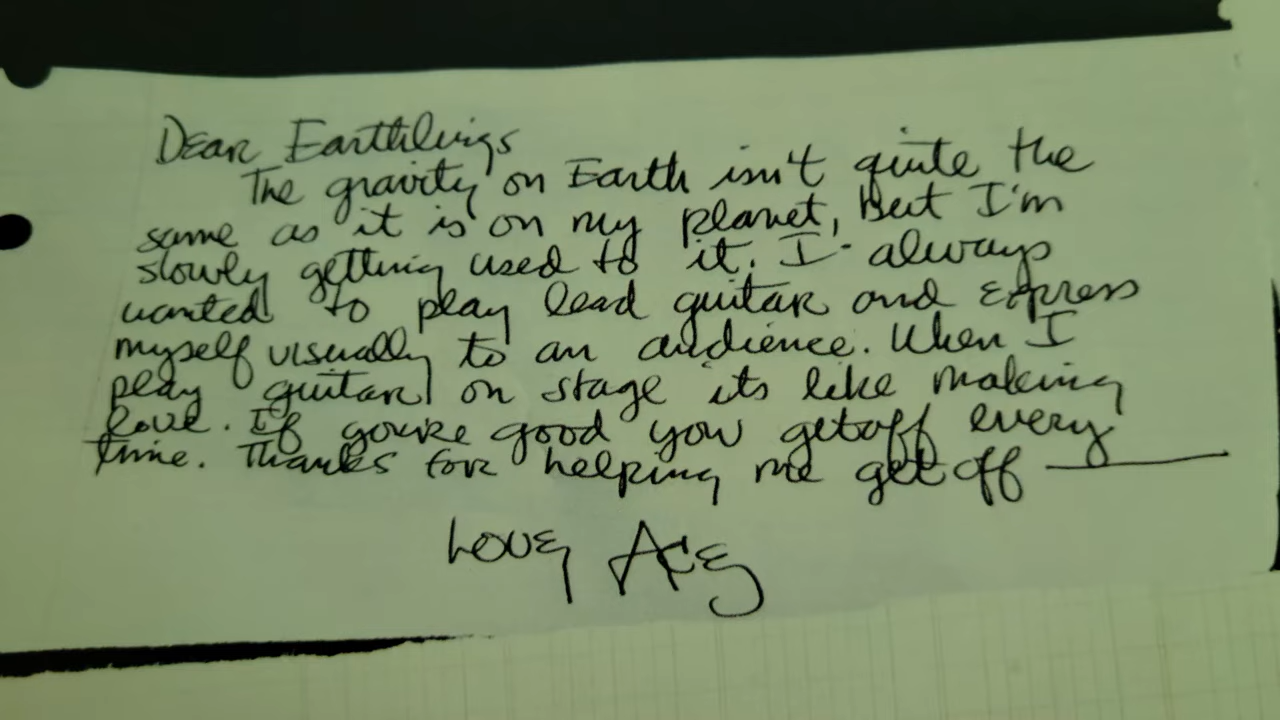 Dear Earthlings
The gravity on Earth isn't quite the
same as it is on my planet, But I'm
slowly getting used to it. I always
wanted to play lead guitar and express
myself visually to an audience. When I
play guitar on stage its like making
love. If you're good you get off every
time. Thanks for helping me get off
Love, Ace